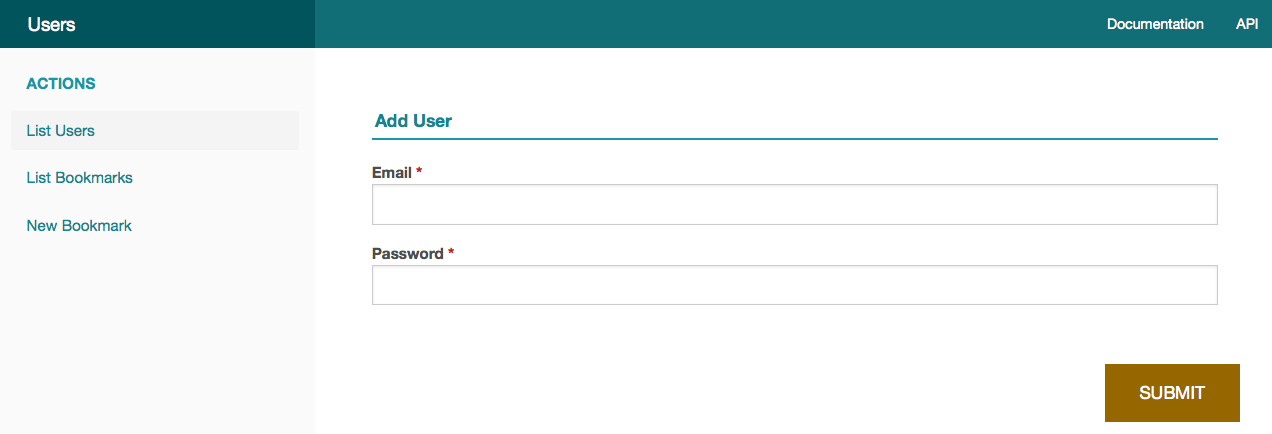 Users
Documentation API
ACTIONS
List Users
List Bookmarks
New Bookmark
Add User
Email *
Password *
SUBMIT